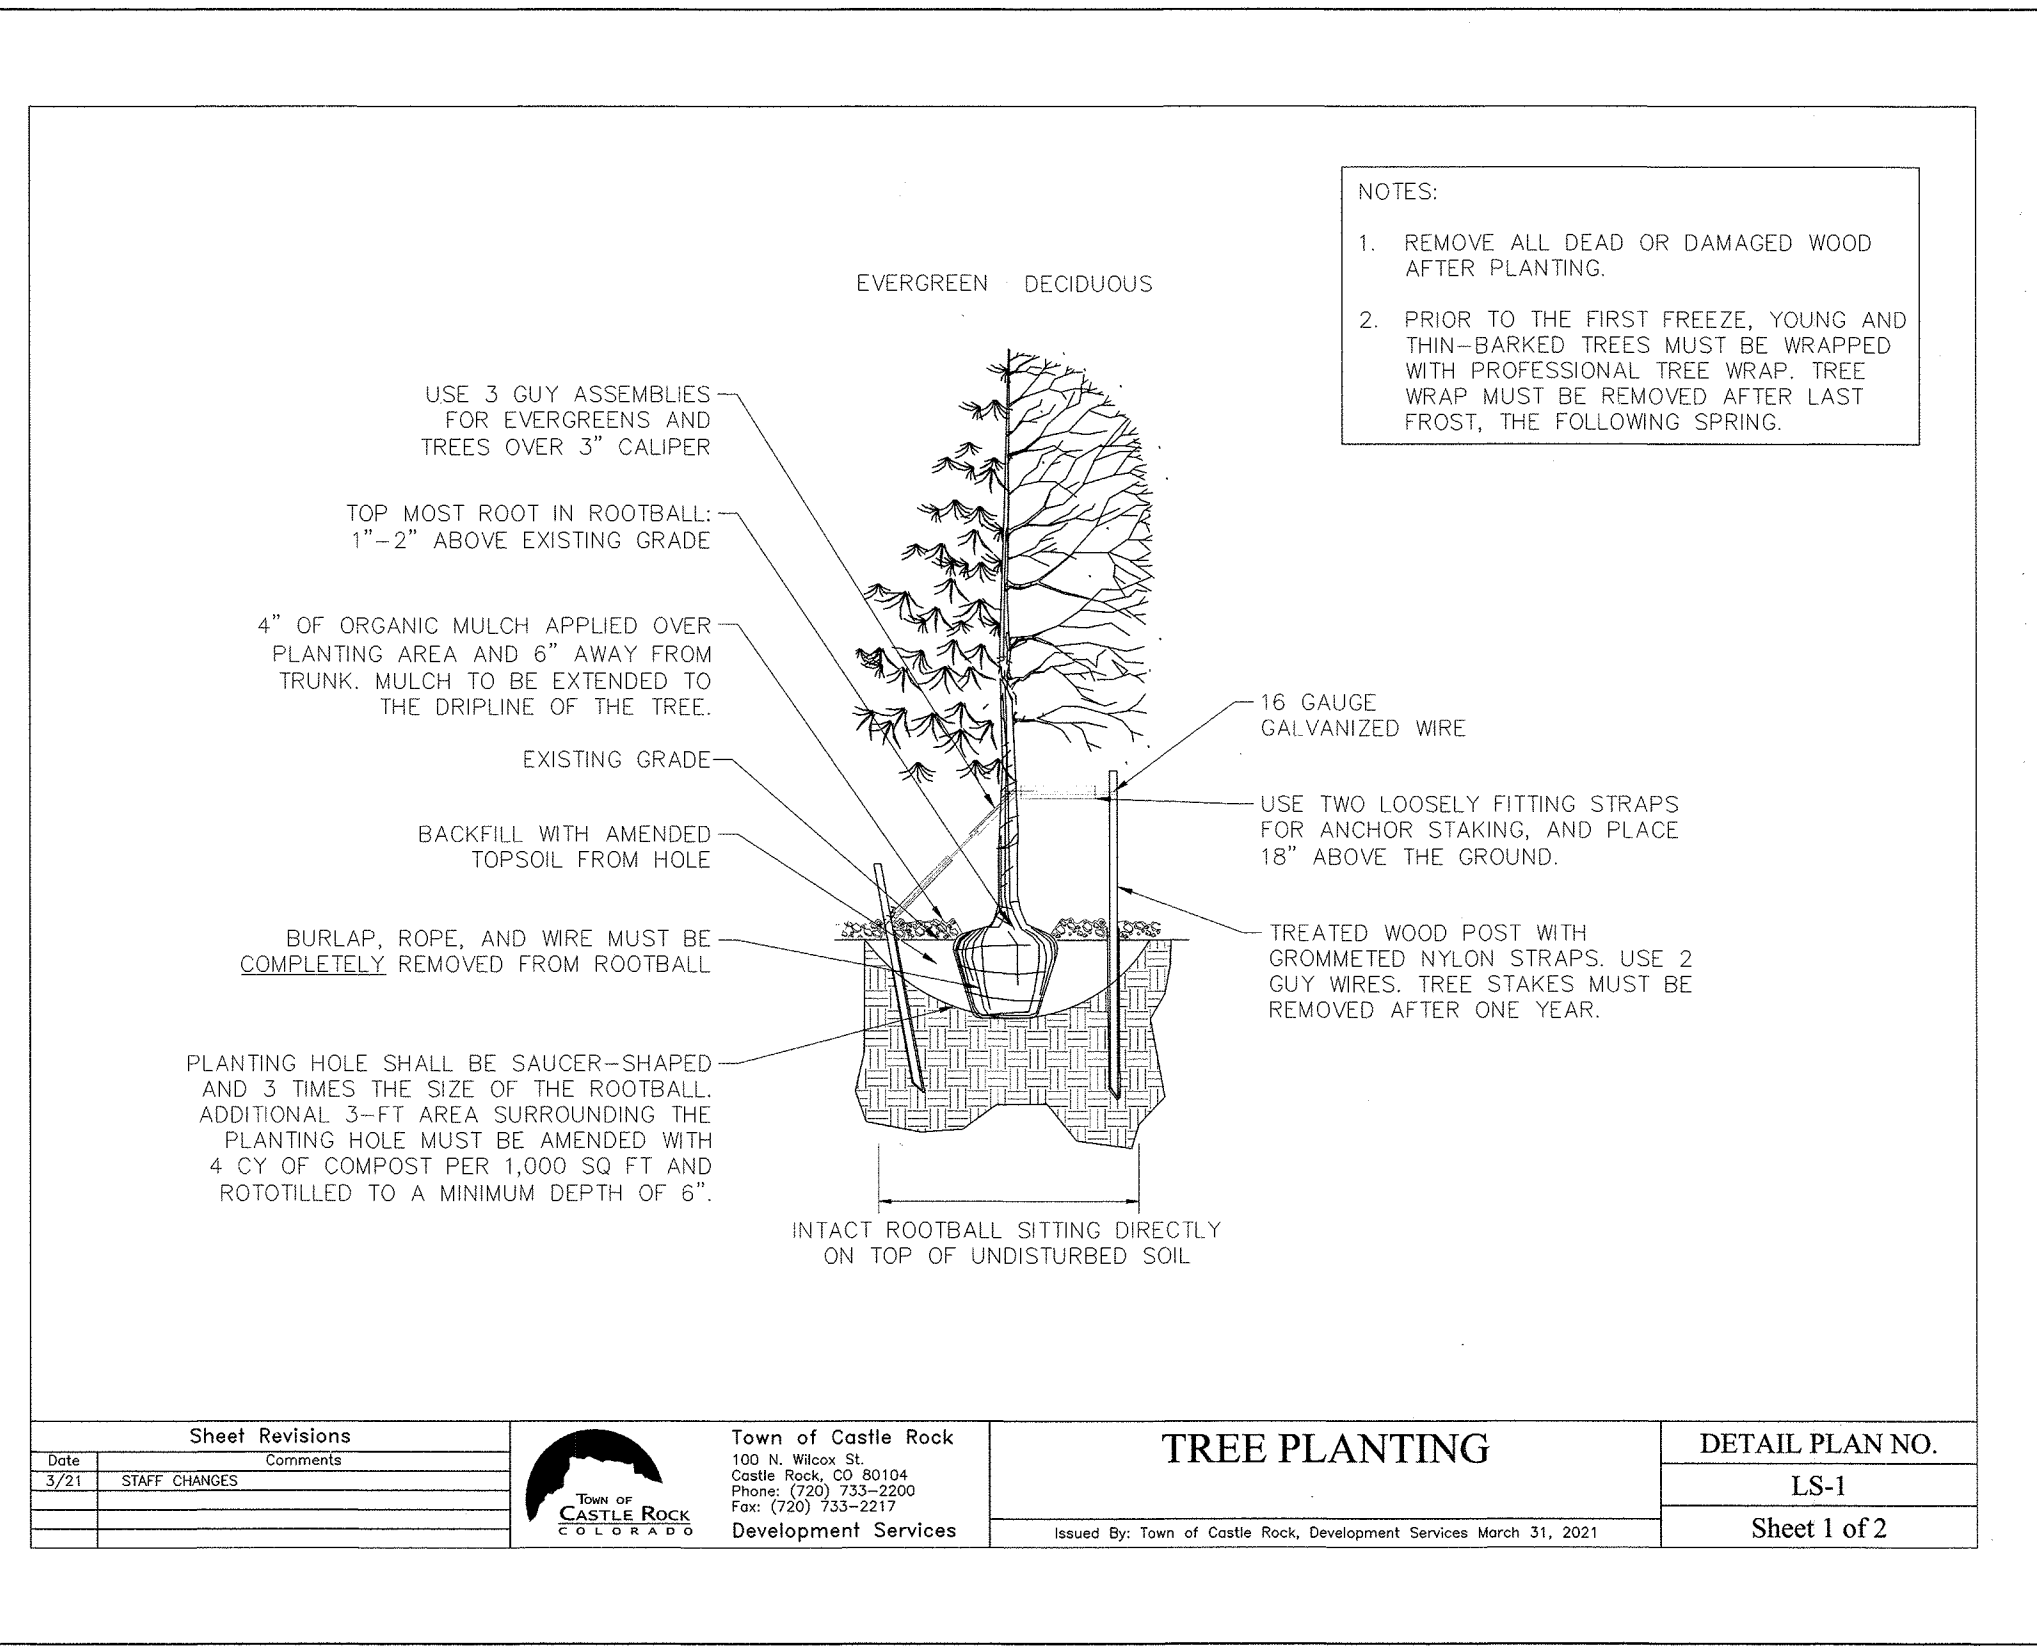 NOTES:
1. REMOVE ALL DEAD OR DAMAGED WOOD
AFTER PLANTING.
2. PRIOR TO THE FIRST FREEZE, YOUNG AND
THIN-BARKED TREES MUST BE WRAPPED
WITH PROFESSIONAL TREE WRAP. TREE
WRAP MUST BE REMOVED AFTER LAST
FROST, THE FOLLOWING SPRING.
EVERGREEN DECIDUOUS
USE 3 GUY ASSEMBLIES
FOR EVERGREENS AND
TREES OVER 3" CALIPER
TOP MOST ROOT IN ROOTBALL:
1"-2" ABOVE EXISTING GRADE
4" OF ORGANIC MULCH APPLIED OVER
PLANTING AREA AND 6" AWAY FROM
TRUNK. MULCH TO BE EXTENDED TO
THE DRIPLINE OF THE TREE.
EXISTING GRADE
BACKFILL WITH AMENDED
TOPSOIL FROM HOLE
BURLAP, ROPE, AND WIRE MUST BE
COMPLETELY REMOVED FROM ROOTBALL
PLANTING HOLE SHALL BE SAUCER-SHAPED
AND 3 TIMES THE SIZE OF THE ROOTBALL.
ADDITIONAL 3-FT AREA SURROUNDING THE
PLANTING HOLE MUST BE AMENDED WITH
4 CY OF COMPOST PER 1,000 SQ FT AND
ROTOTILLED TO A MINIMUM DEPTH OF 6".
16 GAUGE
GALVANIZED WIRE
USE TWO LOOSELY FITTING STRAPS
FOR ANCHOR STAKING, AND PLACE
18" ABOVE THE GROUND.
TREATED WOOD POST WITH
GROMMETED NYLON STRAPS. USE 2
GUY WIRES. TREE STAKES MUST BE
REMOVED AFTER ONE YEAR.
INTACT ROOTBALL SITTING DIRECTLY
ON TOP OF UNDISTURBED SOIL
Sheet Revisions
Date Comments
3/21 STAFF CHANGES
TOWN OF
CASTLE ROCK
COLORADO
Town of Castle Rock
100 N. Wilcox St.
Castle Rock, CO 80104
Phone: (720) 733-2200
Fax: (720) 733-2217
Development Services
TREE PLANTING
Issued By: Town of Castle Rock, Development Services March 31, 2021
DETAIL PLAN NO.
LS-1
Sheet 1 of 2